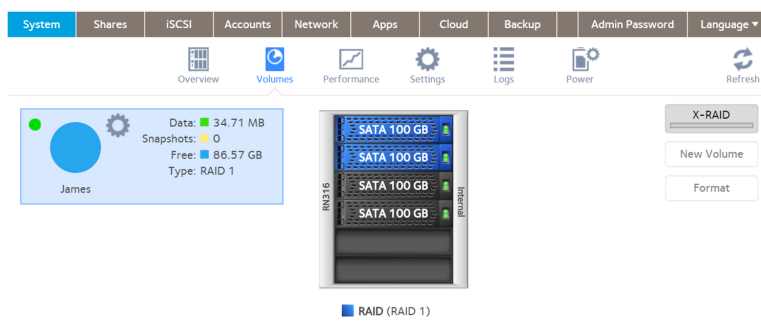 System Shares iSCSI Accounts Network Apps Cloud Backup Admin Password Language ▾
Overview Volumes Performance Settings Logs Power Refresh
Data: 34.71 MB
Snapshots: 0
Free: 86.57 GB
Type: RAID 1
James
SATA 100 GB
SATA 100 GB
SATA 100 GB
SATA 100 GB
RN316
Internal
RAID (RAID 1)
X-RAID
New Volume
Format